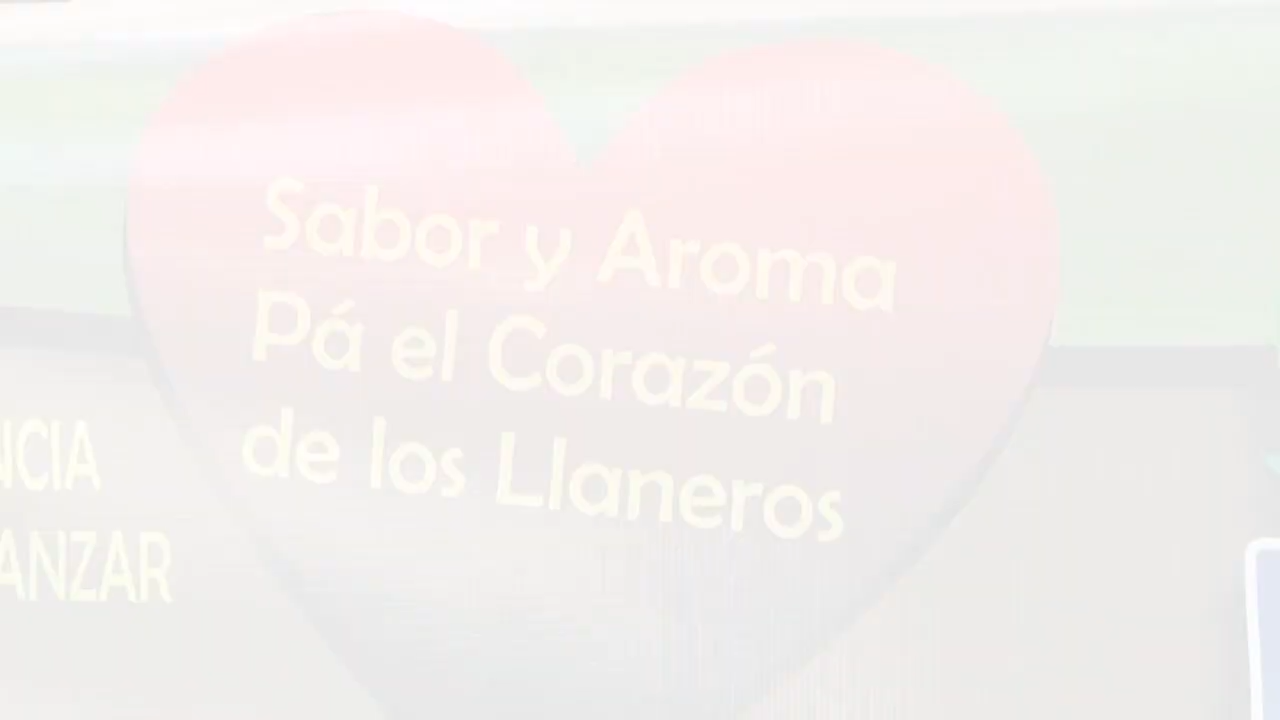 Sabor y Aroma
Pá el Corazón
de los Llaneros
NCIA
ANZAR